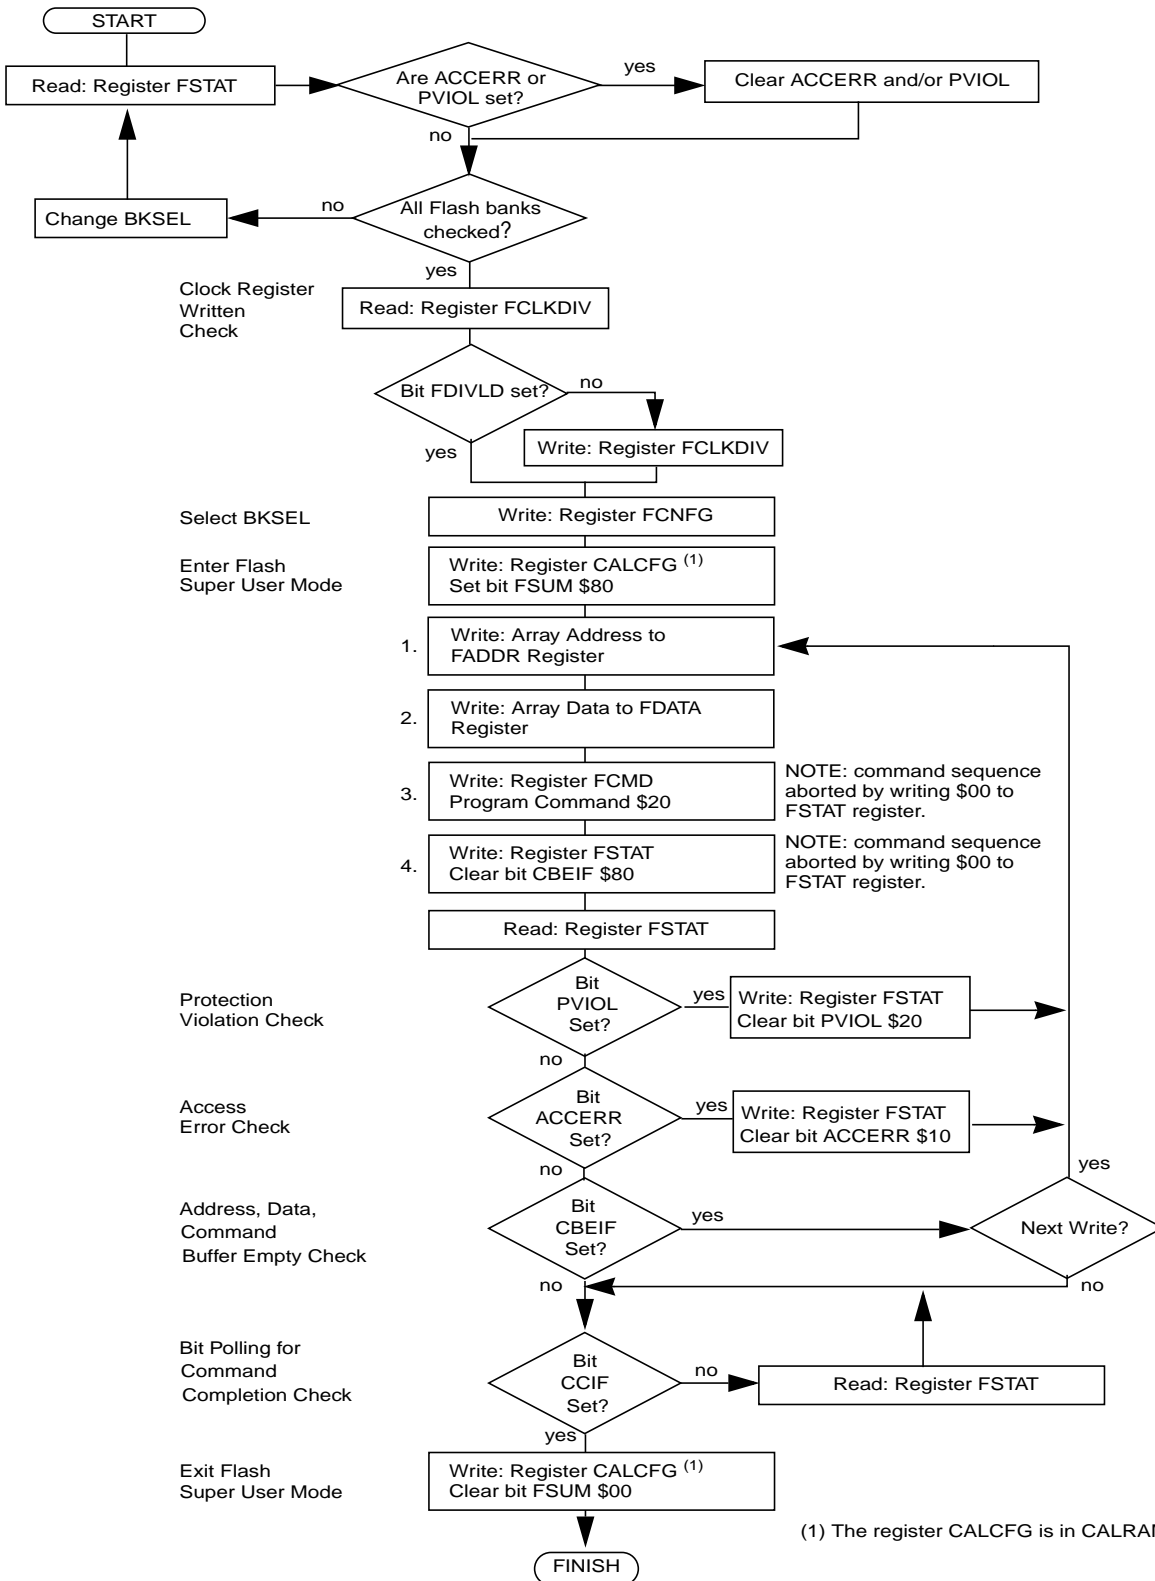 START
Read: Register FSTAT
Are ACCERR or
PVIOL set?
yes
Clear ACCERR and/or PVIOL
no
All Flash banks
checked?
no
Change BKSEL
yes
Clock Register
Written
Check
Read: Register FCLKDIV
Bit FDIVLD set?
no
yes
Write: Register FCLKDIV
Select BKSEL
Write: Register FCNFG
Enter Flash
Super User Mode
Write: Register CALCFG (1)
Set bit FSUM $80
1.
Write: Array Address to
FADDR Register
2.
Write: Array Data to FDATA
Register
3.
Write: Register FCMD
Program Command $20
NOTE: command sequence
aborted by writing $00 to
FSTAT register.
4.
Write: Register FSTAT
Clear bit CBEIF $80
NOTE: command sequence
aborted by writing $00 to
FSTAT register.
Read: Register FSTAT
Protection
Violation Check
Bit
PVIOL
Set?
yes
Write: Register FSTAT
Clear bit PVIOL $20
no
Access
Error Check
Bit
ACCERR
Set?
yes
Write: Register FSTAT
Clear bit ACCERR $10
no
yes
Address, Data,
Command
Buffer Empty Check
Bit
CBEIF
Set?
yes
Next Write?
no
no
Bit Polling for
Command
Completion Check
Bit
CCIF
Set?
no
Read: Register FSTAT
yes
Exit Flash
Super User Mode
Write: Register CALCFG (1)
Clear bit FSUM $00
(1) The register CALCFG is in CALRAM
FINISH